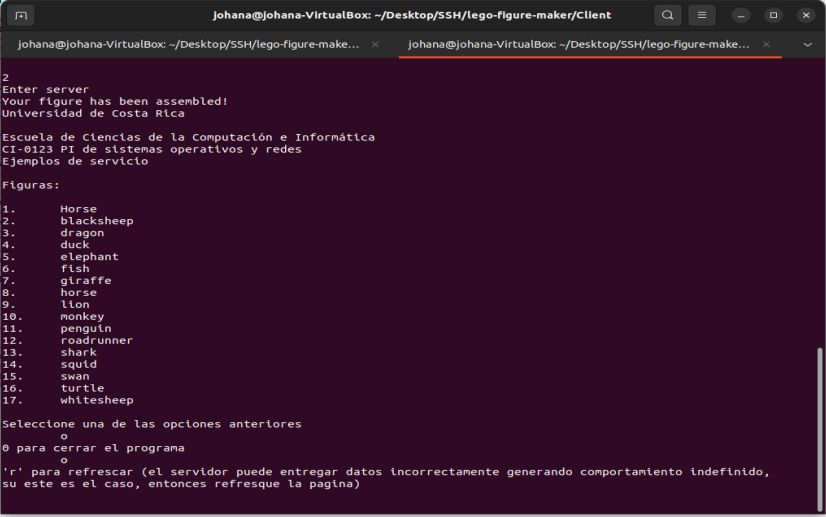 johana@johana-VirtualBox: ~/Desktop/SSH/lego-figure-maker/Client
johana@johana-VirtualBox: ~/Desktop/SSH/lego-figure-make... × johana@johana-VirtualBox: ~/Desktop/SSH/lego-figure-make... ×
2
Enter server
Your figure has been assembled!
Universidad de Costa Rica
Escuela de Ciencias de la Computación e Informática
CI-0123 PI de sistemas operativos y redes
Ejemplos de servicio
Figuras:
1. Horse
2. blacksheep
3. dragon
4. duck
5. elephant
6. fish
7. giraffe
8. horse
9. lion
10. monkey
11. penguin
12. roadrunner
13. shark
14. squid
15. swan
16. turtle
17. whitesheep
Seleccione una de las opciones anteriores
o
0 para cerrar el programa
o
'r' para refrescar (el servidor puede entregar datos incorrectamente generando comportamiento indefinido,
su este es el caso, entonces refresque la pagina)